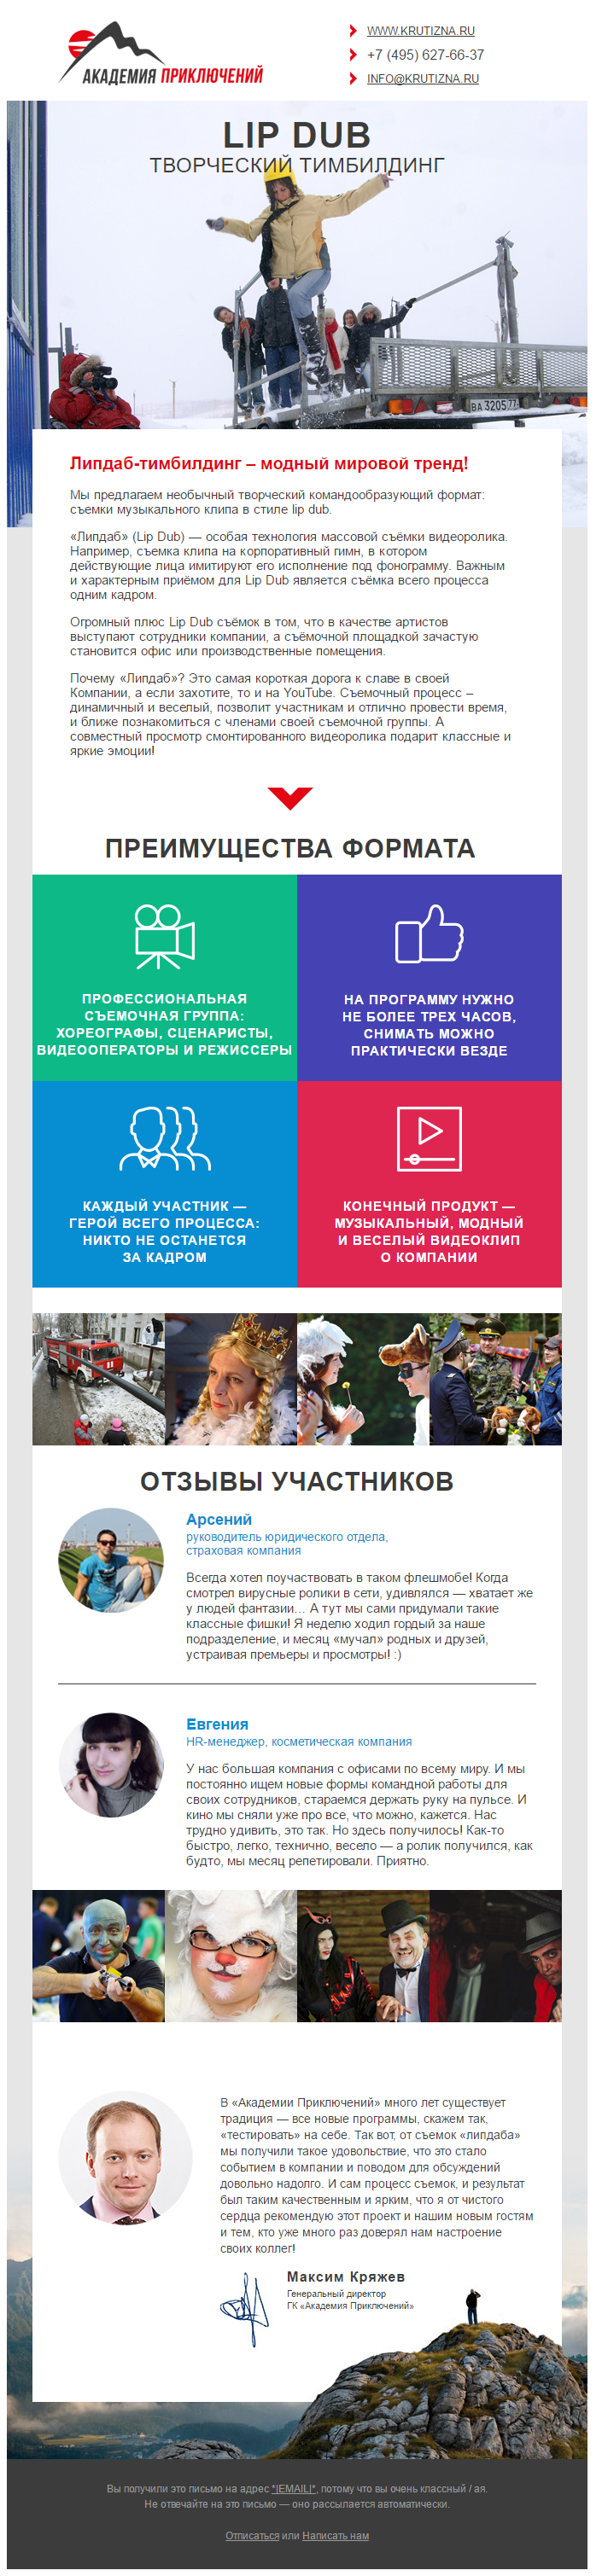 АКАДЕМИЯ ПРИКЛЮЧЕНИЙ
WWW.KRUTIZNA.RU
+7 (495) 627-66-37
INFO@KRUTIZNA.RU
LIP DUB
ТВОРЧЕСКИЙ ТИМБИЛДИНГ
ВА 3205 77
Липдаб-тимбилдинг – модный мировой тренд!
Мы предлагаем необычный творческий командообразующий формат:
съемки музыкального клипа в стиле lip dub.
«Липдаб» (Lip Dub) — особая технология массовой съёмки видеоролика.
Например, съемка клипа на корпоративный гимн, в котором
действующие лица имитируют его исполнение под фонограмму. Важным
и характерным приёмом для Lip Dub является съёмка всего процесса
одним кадром.
Огромный плюс Lip Dub съёмок в том, что в качестве артистов
выступают сотрудники компании, а съёмочной площадкой зачастую
становится офис или производственные помещения.
Почему «Липдаб»? Это самая короткая дорога к славе в своей
Компании, а если захотите, то и на YouTube. Съемочный процесс –
динамичный и веселый, позволит участникам и отлично провести время,
и ближе познакомиться с членами своей съемочной группы. А
совместный просмотр смонтированного видеоролика подарит классные и
яркие эмоции!
ПРЕИМУЩЕСТВА ФОРМАТА
ПРОФЕССИОНАЛЬНАЯ
СЪЕМОЧНАЯ ГРУППА:
ХОРЕОГРАФЫ, СЦЕНАРИСТЫ,
ВИДЕООПЕРАТОРЫ И РЕЖИССЕРЫ
НА ПРОГРАММУ НУЖНО
НЕ БОЛЕЕ ТРЕХ ЧАСОВ,
СНИМАТЬ МОЖНО
ПРАКТИЧЕСКИ ВЕЗДЕ
КАЖДЫЙ УЧАСТНИК —
ГЕРОЙ ВСЕГО ПРОЦЕССА:
НИКТО НЕ ОСТАНЕТСЯ
ЗА КАДРОМ
КОНЕЧНЫЙ ПРОДУКТ —
МУЗЫКАЛЬНЫЙ, МОДНЫЙ
И ВЕСЕЛЫЙ ВИДЕОКЛИП
О КОМПАНИИ
ОТЗЫВЫ УЧАСТНИКОВ
Арсений
руководитель юридического отдела,
страховая компания
Всегда хотел поучаствовать в таком флешмобе! Когда
смотрел вирусные ролики в сети, удивлялся — хватает же
у людей фантазии... А тут мы сами придумали такие
классные фишки! Я неделю ходил гордый за наше
подразделение, и месяц «мучал» родных и друзей,
устраивая премьеры и просмотры! :)
Евгения
HR-менеджер, косметическая компания
У нас большая компания с офисами по всему миру. И мы
постоянно ищем новые формы командной работы для
своих сотрудников, стараемся держать руку на пульсе. И
кино мы сняли уже про все, что можно, кажется. Нас
трудно удивить, это так. Но здесь получилось! Как-то
быстро, легко, технично, весело — а ролик получился, как
будто, мы месяц репетировали. Приятно.
В «Академии Приключений» много лет существует
традиция — все новые программы, скажем так,
«тестировать» на себе. Так вот, от съемок «липдаба»
мы получили такое удовольствие, что это стало
событием в компании и поводом для обсуждений
довольно надолго. И сам процесс съемок, и результат
был таким качественным и ярким, что я от чистого
сердца рекомендую этот проект и нашим новым гостям
и тем, кто уже много раз доверял нам настроение
своих коллег!
Максим Кряжев
Генеральный директор
ГК «Академия Приключений»
Вы получили это письмо на адрес *|EMAIL|*, потому что вы очень классный / ая.
Не отвечайте на это письмо — оно рассылается автоматически.
Отписаться или Написать нам